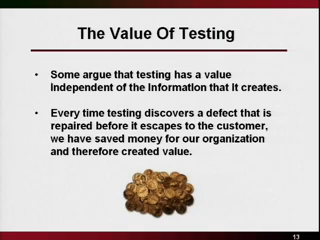 The Value Of Testing
• Some argue that testing has a value
independent of the information that it creates.
• Every time testing discovers a defect that is
repaired before it escapes to the customer,
we have saved money for our organization
and therefore created value.
13